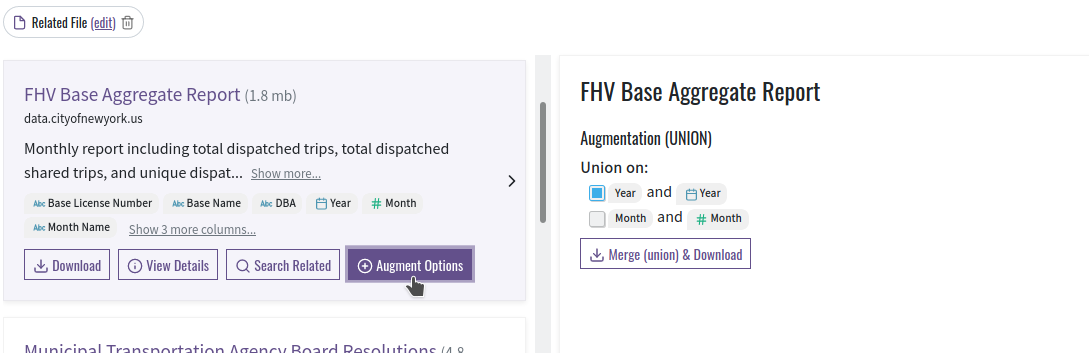 Related File (edit)
FHV Base Aggregate Report (1.8 mb)
data.cityofnewyork.us
Monthly report including total dispatched trips, total dispatched
shared trips, and unique dispat... Show more...
Abc Base License Number Abc Base Name Abc DBA Year # Month
Abc Month Name Show 3 more columns...
Download View Details Search Related Augment Options
Municipal Transportation Agency Board Resolutions (4.8
FHV Base Aggregate Report
Augmentation (UNION)
Union on:
Year and Year
Month and # Month
Merge (union) & Download